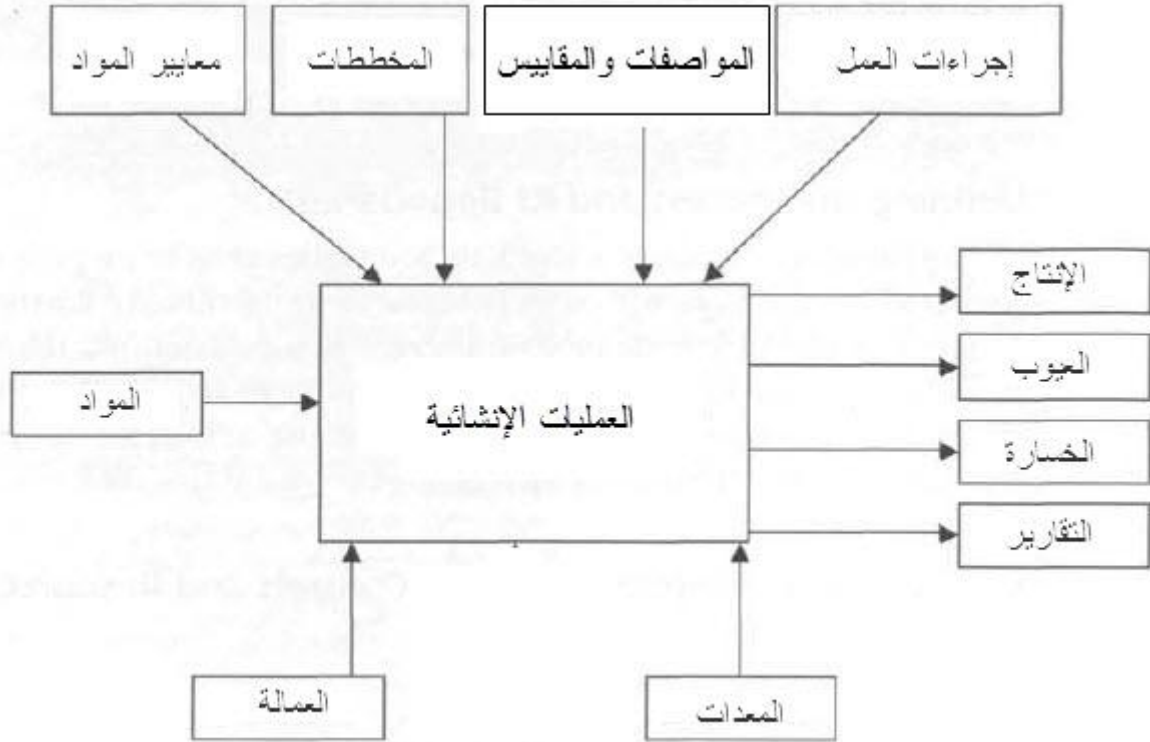 إجراءات العمل
المواصفات والمقاييس
المخططات
معايير المواد
الإنتاج
العيوب
العمليات الإنشائية
المواد
الخسارة
التقارير
العمالة
المعدات